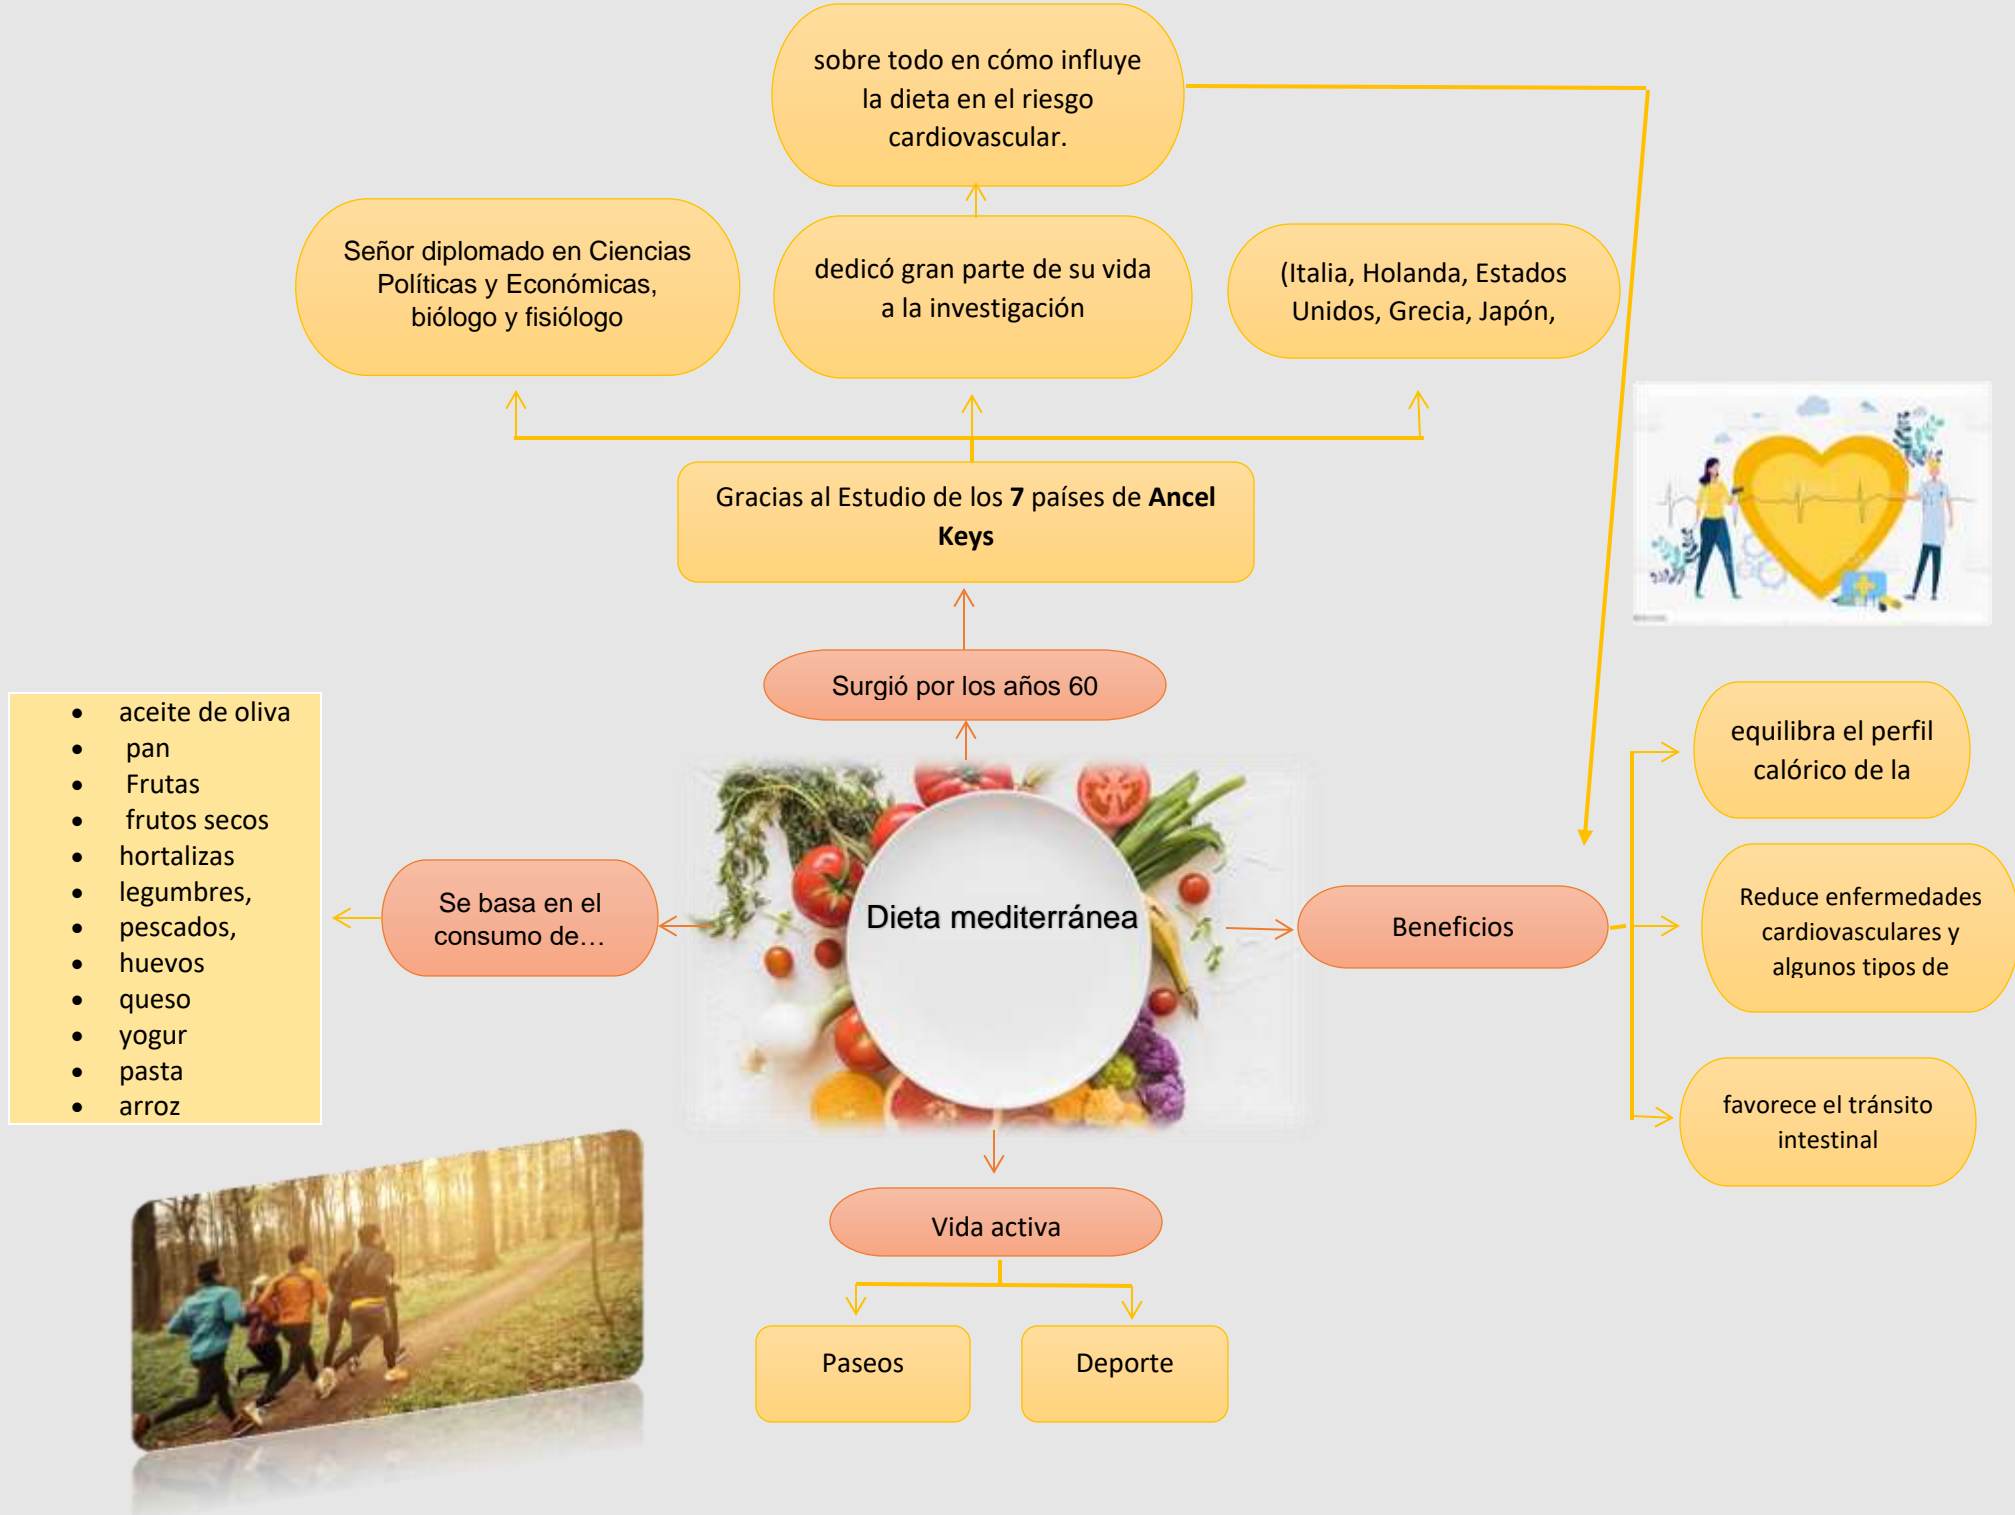 sobre todo en cómo influye
la dieta en el riesgo
cardiovascular.
Señor diplomado en Ciencias
Políticas y Económicas,
biólogo y fisiólogo
dedicó gran parte de su vida
a la investigación
(Italia, Holanda, Estados
Unidos, Grecia, Japón,
Gracias al Estudio de los 7 países de Ancel
Keys
Surgió por los años 60
• aceite de oliva
• pan
• Frutas
• frutos secos
• hortalizas
• legumbres,
• pescados,
• huevos
• queso
• yogur
• pasta
• arroz
Se basa en el
consumo de…
Dieta mediterránea
Beneficios
equilibra el perfil
calórico de la
Reduce enfermedades
cardiovasculares y
algunos tipos de
favorece el tránsito
intestinal
Vida activa
Paseos
Deporte